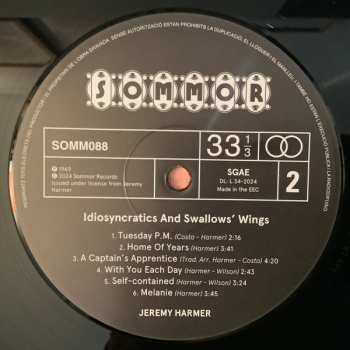 SOMMOR
SOMM088
33 1/3
℗ 1969
© 2024 Sommor Records
Issued under license from Jeremy
Harmer
SGAE
DL: L 34-2024
Made in the EEC
2
Idiosyncratics And Swallows' Wings
1. Tuesday P.M. (Costa - Harmer) 2:16
2. Home Of Years (Harmer) 3:41
3. A Captain's Apprentice (Trad. Arr. Harmer - Costa) 4:20
4. With You Each Day (Harmer - Wilson) 2:43
5. Self-contained (Harmer - Wilson) 3:24
6. Melanie (Harmer) 3:45
JEREMY HARMER